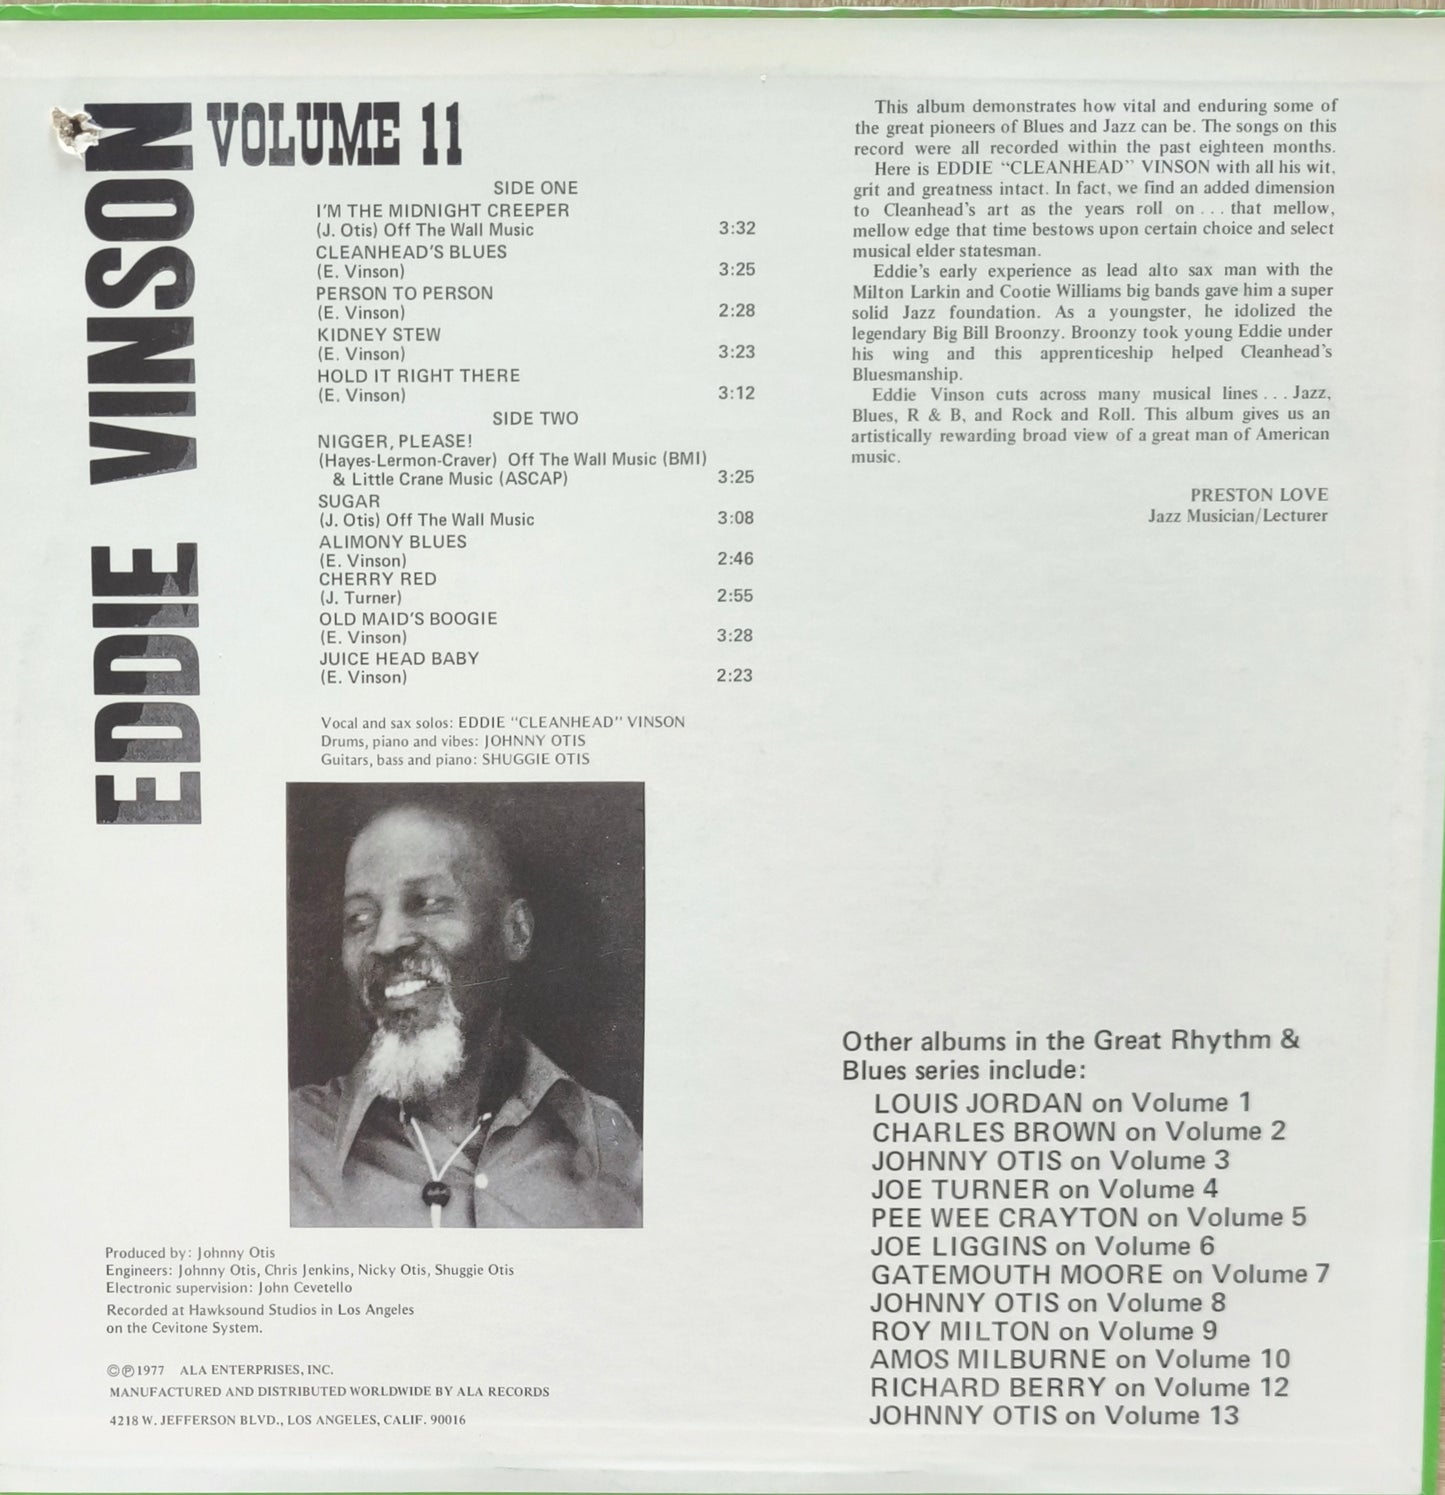 EDDIE VINSON
VOLUME 11
SIDE ONE
I'M THE MIDNIGHT CREEPER
(J. Otis) Off The Wall Music 3:32
CLEANHEAD'S BLUES
(E. Vinson) 3:25
PERSON TO PERSON
(E. Vinson) 2:28
KIDNEY STEW
(E. Vinson) 3:23
HOLD IT RIGHT THERE
(E. Vinson) 3:12
SIDE TWO
NIGGER, PLEASE!
(Hayes-Lermon-Craver) Off The Wall Music (BMI)
& Little Crane Music (ASCAP) 3:25
SUGAR
(J. Otis) Off The Wall Music 3:08
ALIMONY BLUES
(E. Vinson) 2:46
CHERRY RED
(J. Turner) 2:55
OLD MAID'S BOOGIE
(E. Vinson) 3:28
JUICE HEAD BABY
(E. Vinson) 2:23
Vocal and sax solos: EDDIE "CLEANHEAD" VINSON
Drums, piano and vibes: JOHNNY OTIS
Guitars, bass and piano: SHUGGIE OTIS
Produced by: Johnny Otis
Engineers: Johnny Otis, Chris Jenkins, Nicky Otis, Shuggie Otis
Electronic supervision: John Cevetello
Recorded at Hawksound Studios in Los Angeles
on the Cevitone System.
©℗1977 ALA ENTERPRISES, INC.
MANUFACTURED AND DISTRIBUTED WORLDWIDE BY ALA RECORDS
4218 W. JEFFERSON BLVD., LOS ANGELES, CALIF. 90016
This album demonstrates how vital and enduring some of
the great pioneers of Blues and Jazz can be. The songs on this
record were all recorded within the past eighteen months.
Here is EDDIE "CLEANHEAD" VINSON with all his wit,
grit and greatness intact. In fact, we find an added dimension
to Cleanhead's art as the years roll on . . . that mellow,
mellow edge that time bestows upon certain choice and select
musical elder statesman.
Eddie's early experience as lead alto sax man with the
Milton Larkin and Cootie Williams big bands gave him a super
solid Jazz foundation. As a youngster, he idolized the
legendary Big Bill Broonzy. Broonzy took young Eddie under
his wing and this apprenticeship helped Cleanhead's
Bluesmanship.
Eddie Vinson cuts across many musical lines . . . Jazz,
Blues, R & B, and Rock and Roll. This album gives us an
artistically rewarding broad view of a great man of American
music.
PRESTON LOVE
Jazz Musician/Lecturer
Other albums in the Great Rhythm &
Blues series include:
LOUIS JORDAN on Volume 1
CHARLES BROWN on Volume 2
JOHNNY OTIS on Volume 3
JOE TURNER on Volume 4
PEE WEE CRAYTON on Volume 5
JOE LIGGINS on Volume 6
GATEMOUTH MOORE on Volume 7
JOHNNY OTIS on Volume 8
ROY MILTON on Volume 9
AMOS MILBURNE on Volume 10
RICHARD BERRY on Volume 12
JOHNNY OTIS on Volume 13